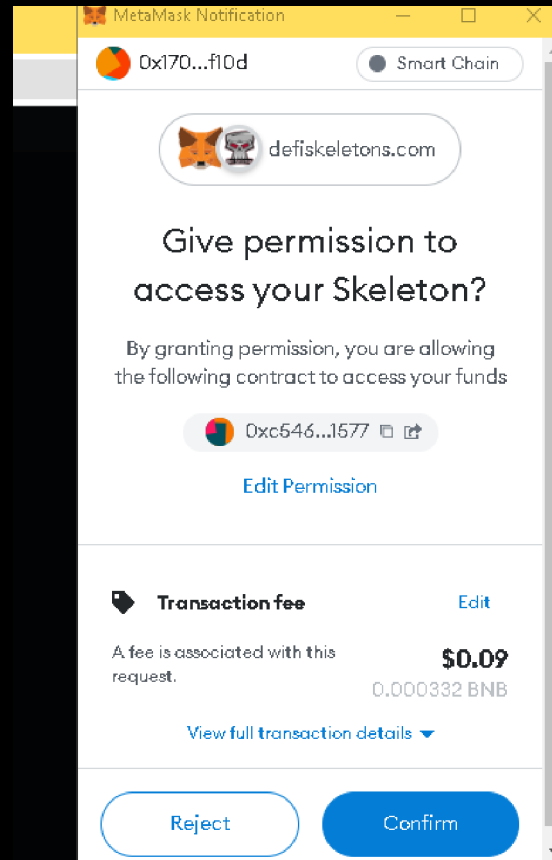 MetaMask Notification
0x170...f10d
Smart Chain
defiskeletons.com
Give permission to
access your Skeleton?
By granting permission, you are allowing
the following contract to access your funds
0xc546...1577
Edit Permission
Transaction fee
Edit
A fee is associated with this
request.
$0.09
0.000332 BNB
View full transaction details
Reject
Confirm